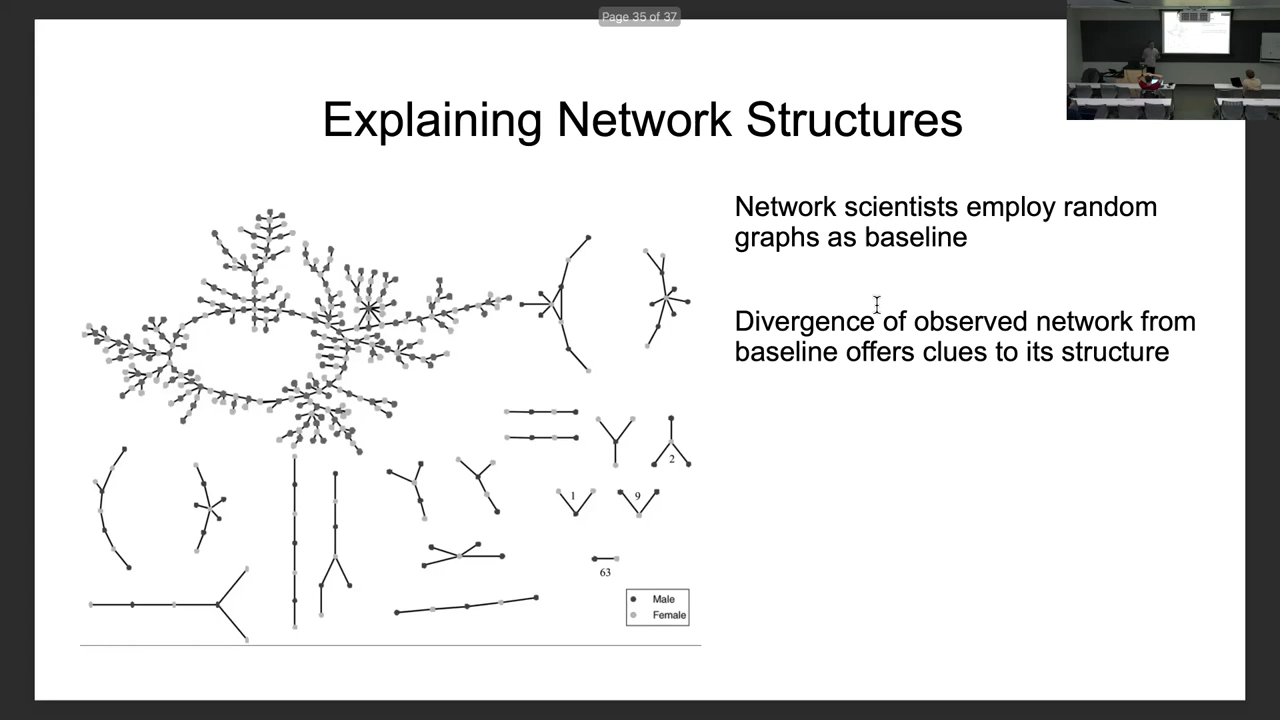 Page 35 of 37
Explaining Network Structures
Network scientists employ random
graphs as baseline
Divergence of observed network from
baseline offers clues to its structure
2
1
9
63
Male
Female